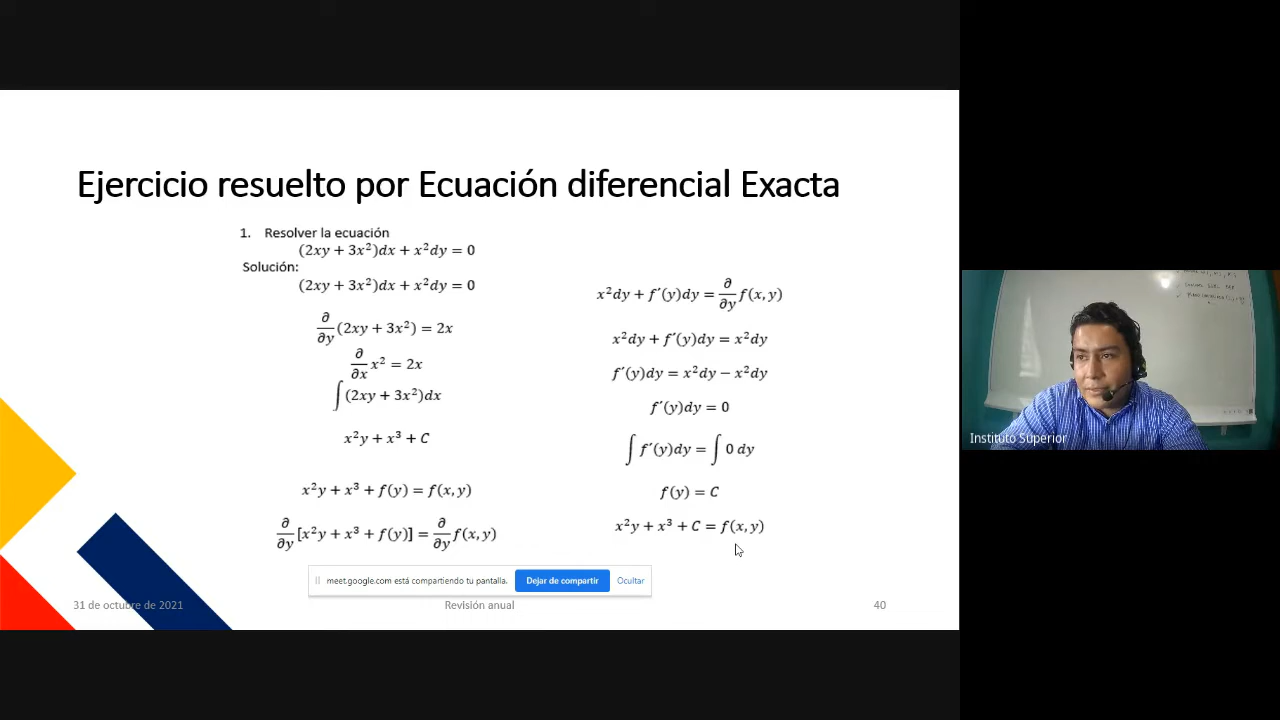 Ejercicio resuelto por Ecuación diferencial Exacta
1. Resolver la ecuación
(2xy + 3x²)dx + x²dy = 0
Solución:
(2xy + 3x²)dx + x²dy = 0
∂/∂y (2xy + 3x²) = 2x
∂/∂x x² = 2x
∫(2xy + 3x²)dx
x²y + x³ + C
x²y + x³ + f(y) = f(x, y)
∂/∂y [x²y + x³ + f(y)] = ∂/∂y f(x, y)
x²dy + f´(y)dy = ∂/∂y f(x, y)
x²dy + f´(y)dy = x²dy
f´(y)dy = x²dy − x²dy
f´(y)dy = 0
∫ f´(y)dy = ∫ 0 dy
f(y) = C
x²y + x³ + C = f(x, y)
meet.google.com está compartiendo tu pantalla. Dejar de compartir Ocultar
31 de octubre de 2021 Revisión anual 40
Instituto Superior